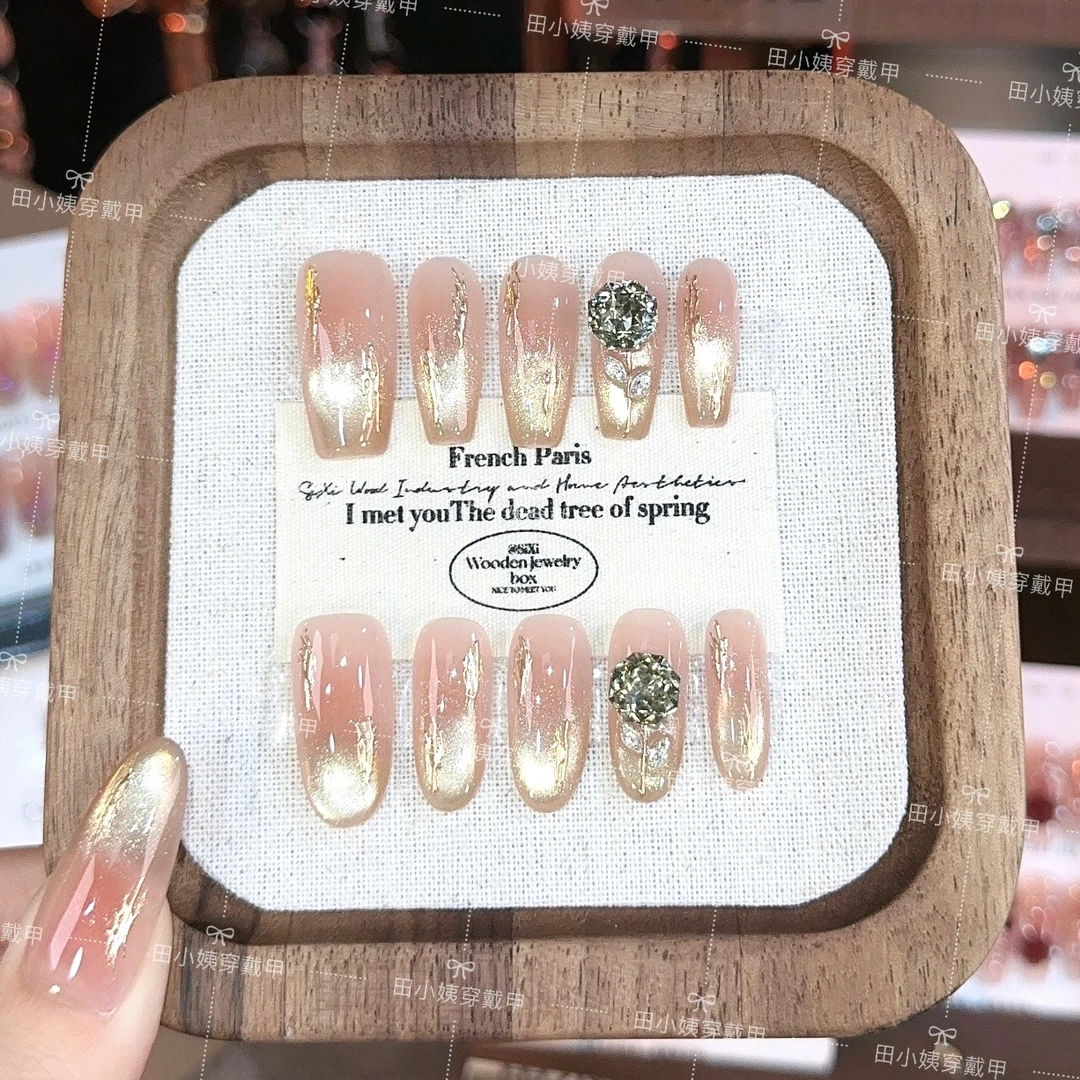 田小姨穿戴甲
French Paris
SiXi Wod Industry and Home Aesthetics
I met youThe dead tree of spring
@SiXi
Wooden Jewelry
box
NICE TO MEET YOU